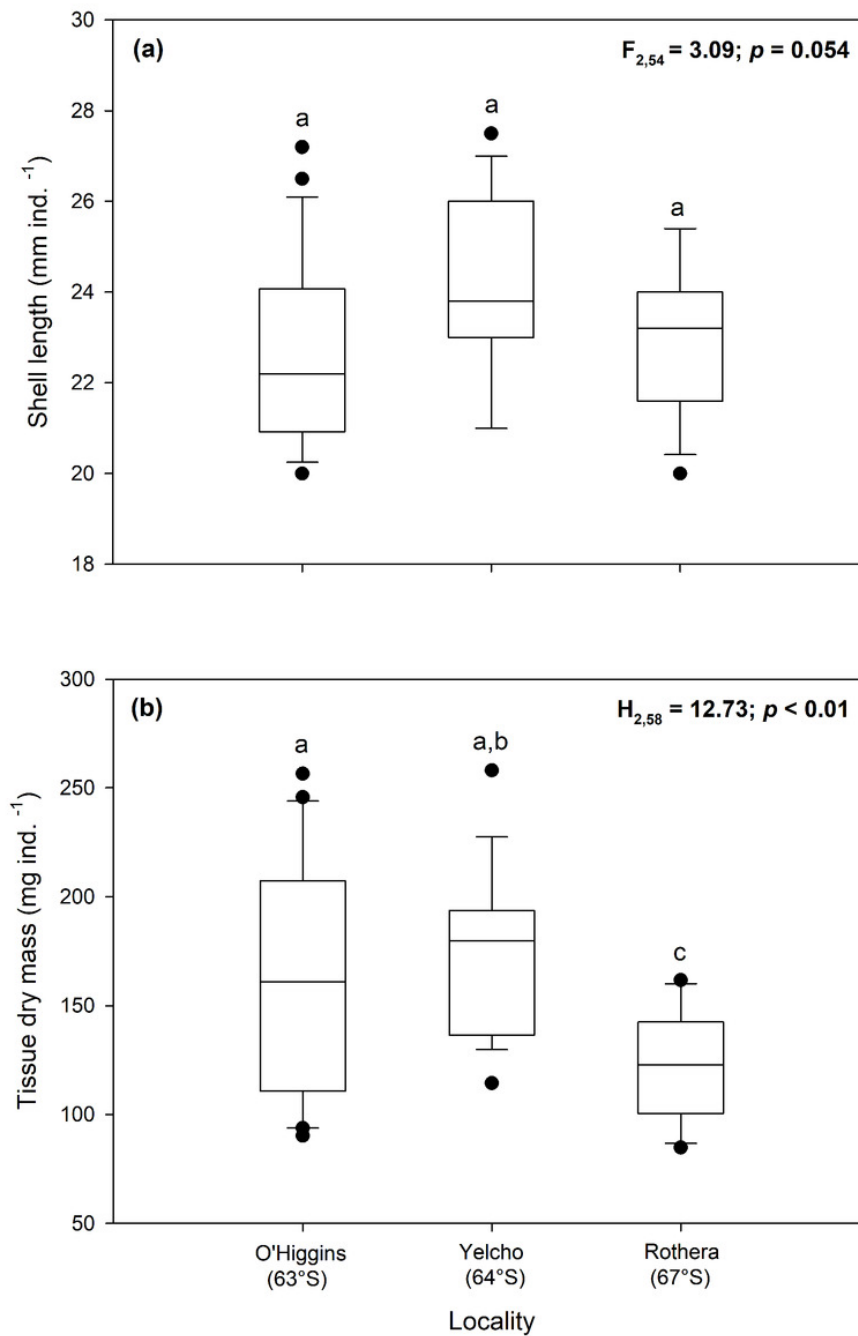 (a)
F2,54 = 3.09; p = 0.054
30
28
26
24
22
20
18
Shell length (mm ind. -1)
a
a
a
(b)
H2,58 = 12.73; p < 0.01
300
250
200
150
100
50
Tissue dry mass (mg ind. -1)
a
a,b
c
O'Higgins
(63°S)
Yelcho
(64°S)
Rothera
(67°S)
Locality